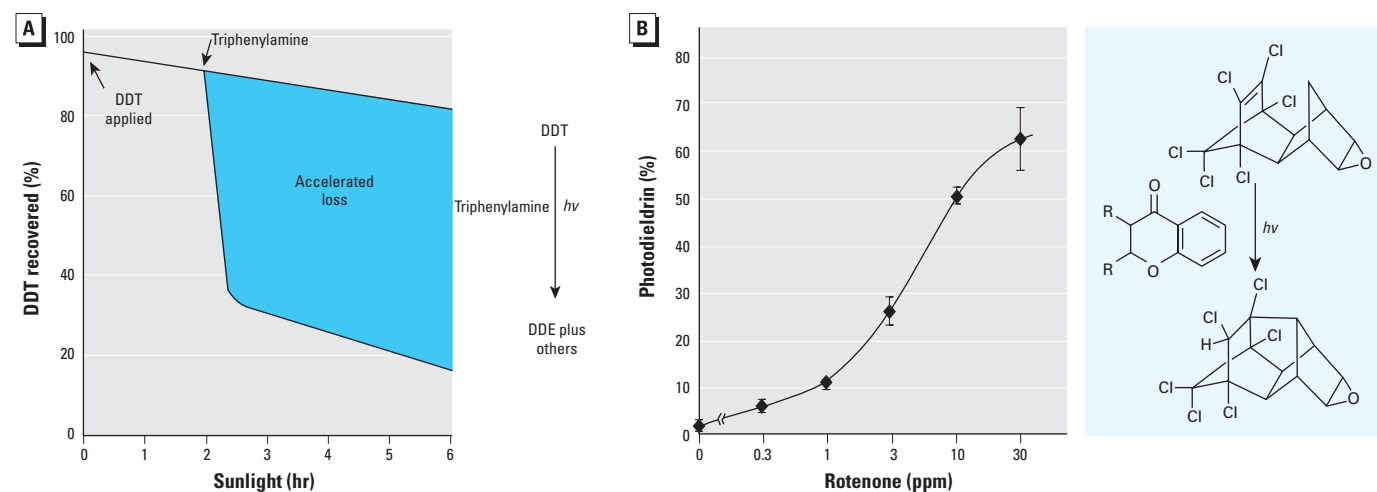 A
100
80
60
40
20
0
DDT recovered (%)
Triphenylamine
DDT
applied
Accelerated
loss
0 1 2 3 4 5 6
Sunlight (hr)
DDT
Triphenylamine hv
DDE plus
others
B
80
70
60
50
40
30
20
10
0
Photodieldrin (%)
0 0.3 1 3 10 30
Rotenone (ppm)
Cl
Cl
Cl
Cl
Cl
Cl
O
O
R
R
O
hv
Cl
Cl
H
Cl
Cl
Cl
Cl
O